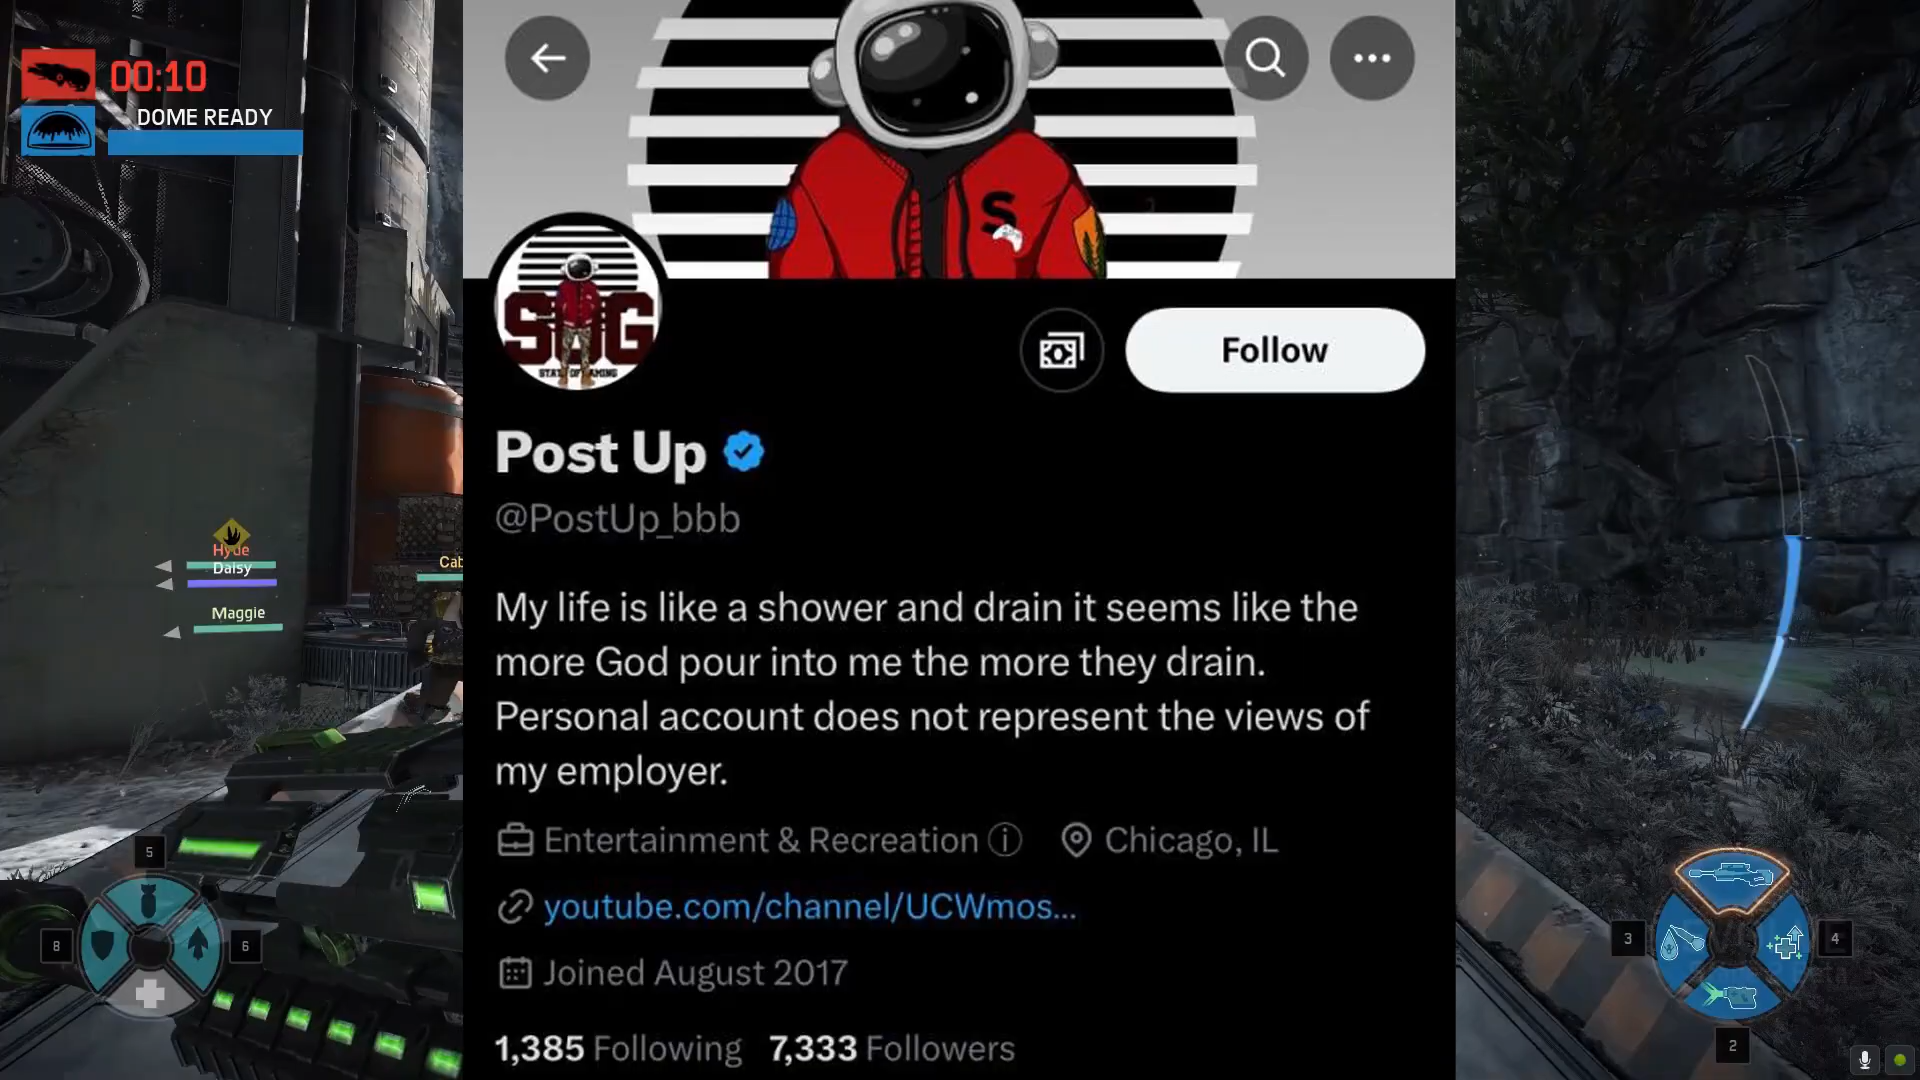 00:10
DOME READY
S
SOG
Post Up
@PostUp_bbb
Follow
My life is like a shower and drain it seems like the
more God pour into me the more they drain.
Personal account does not represent the views of
my employer.
Entertainment & Recreation
Chicago, IL
youtube.com/channel/UCWmos...
Joined August 2017
1,385 Following 7,333 Followers
Hyde
Daisy
Maggie
Cab
5
8
6
3
4
2